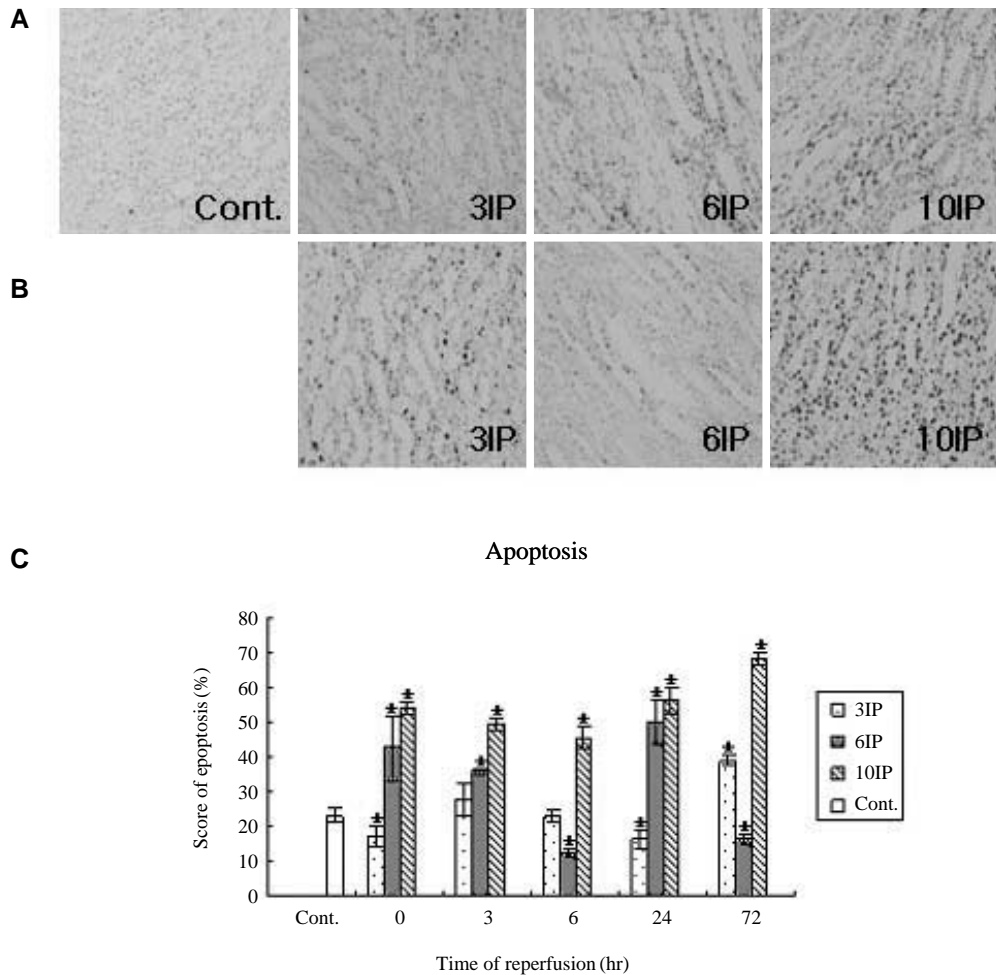 A
Cont.
3IP
6IP
10IP
B
3IP
6IP
10IP
C
Apoptosis
Score of epoptosis (%)
80
70
60
50
40
30
20
10
0
Cont.
0
3
6
24
72
Time of reperfusion (hr)
3IP
6IP
10IP
Cont.